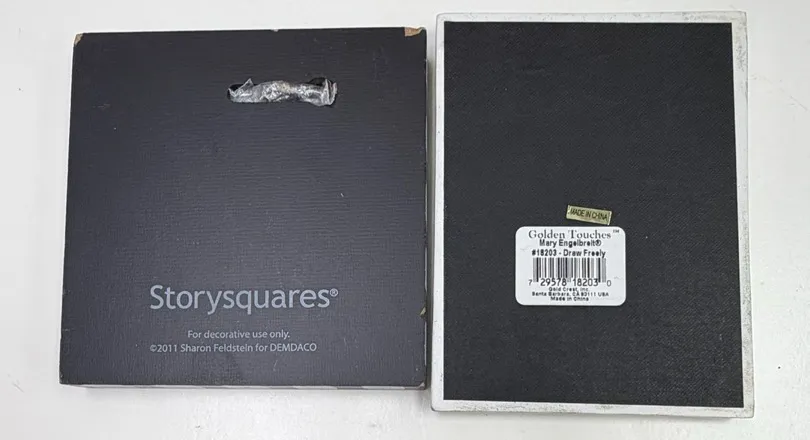 Storysquares®
For decorative use only.
©2011 Sharon Feldstein for DEMDACO
MADE IN CHINA
Golden Touches™
Mary Engelbreit®
#18203 - Draw Freely
7 29578 18203 0
Gold Crest, Inc.
Santa Barbara, CA 93111 USA
Made in China